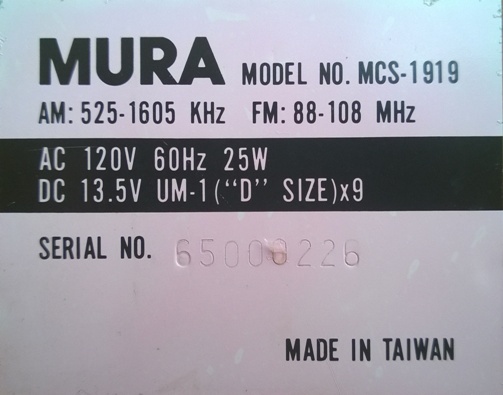 MURA MODEL NO. MCS-1919
AM: 525-1605 KHz FM: 88-108 MHz
AC 120V 60Hz 25W
DC 13.5V UM-1 (“D” SIZE)x9
SERIAL NO.
MADE IN TAIWAN